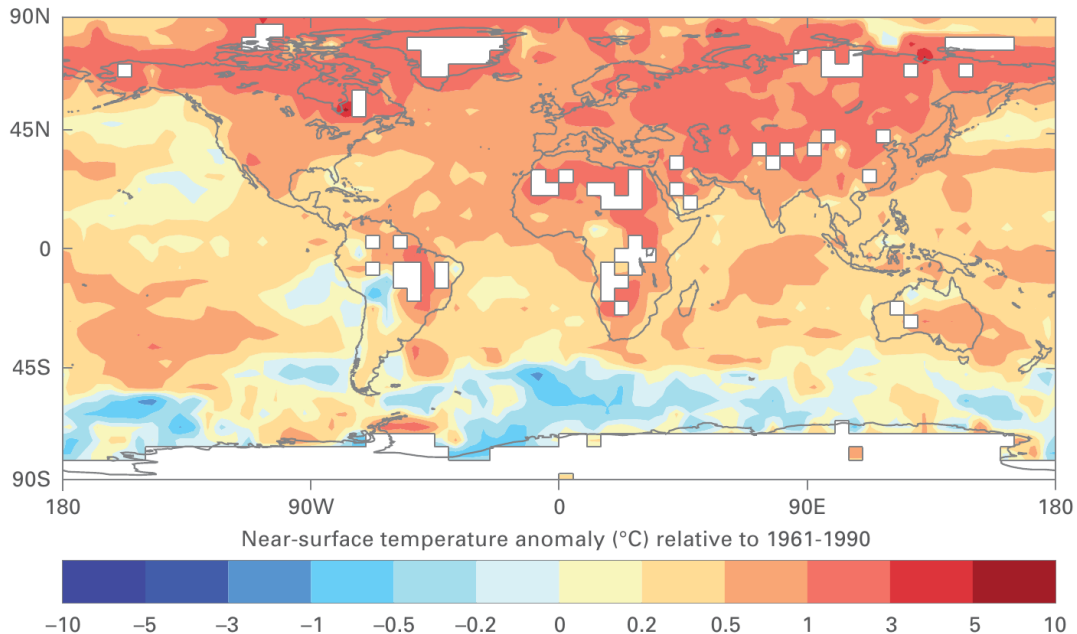 90N
45N
0
45S
90S
180 90W 0 90E 180
Near-surface temperature anomaly (°C) relative to 1961-1990
−10 −5 −3 −1 −0.5 −0.2 0 0.2 0.5 1 3 5 10